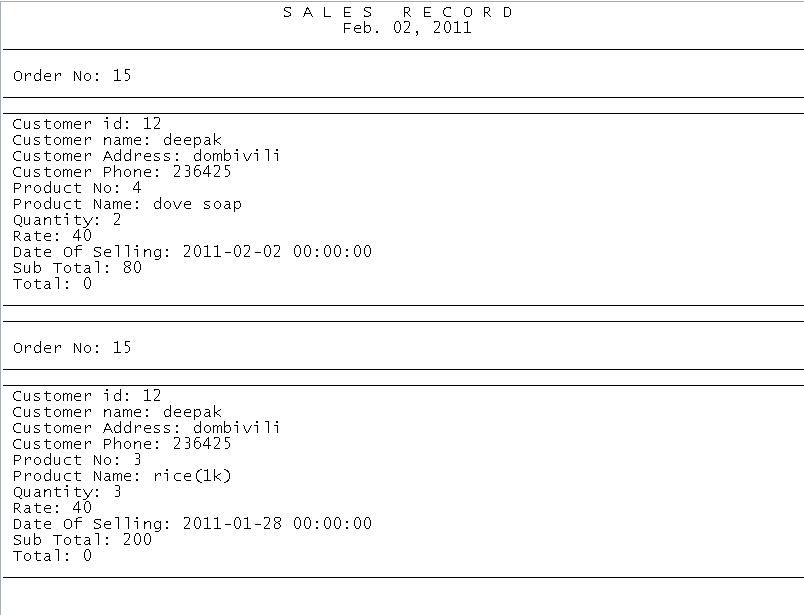 S A L E S   R E C O R D
Feb. 02, 2011
Order No: 15
Customer id: 12
Customer name: deepak
Customer Address: dombivili
Customer Phone: 236425
Product No: 4
Product Name: dove soap
Quantity: 2
Rate: 40
Date Of Selling: 2011-02-02 00:00:00
Sub Total: 80
Total: 0
Order No: 15
Customer id: 12
Customer name: deepak
Customer Address: dombivili
Customer Phone: 236425
Product No: 3
Product Name: rice(1k)
Quantity: 3
Rate: 40
Date Of Selling: 2011-01-28 00:00:00
Sub Total: 200
Total: 0